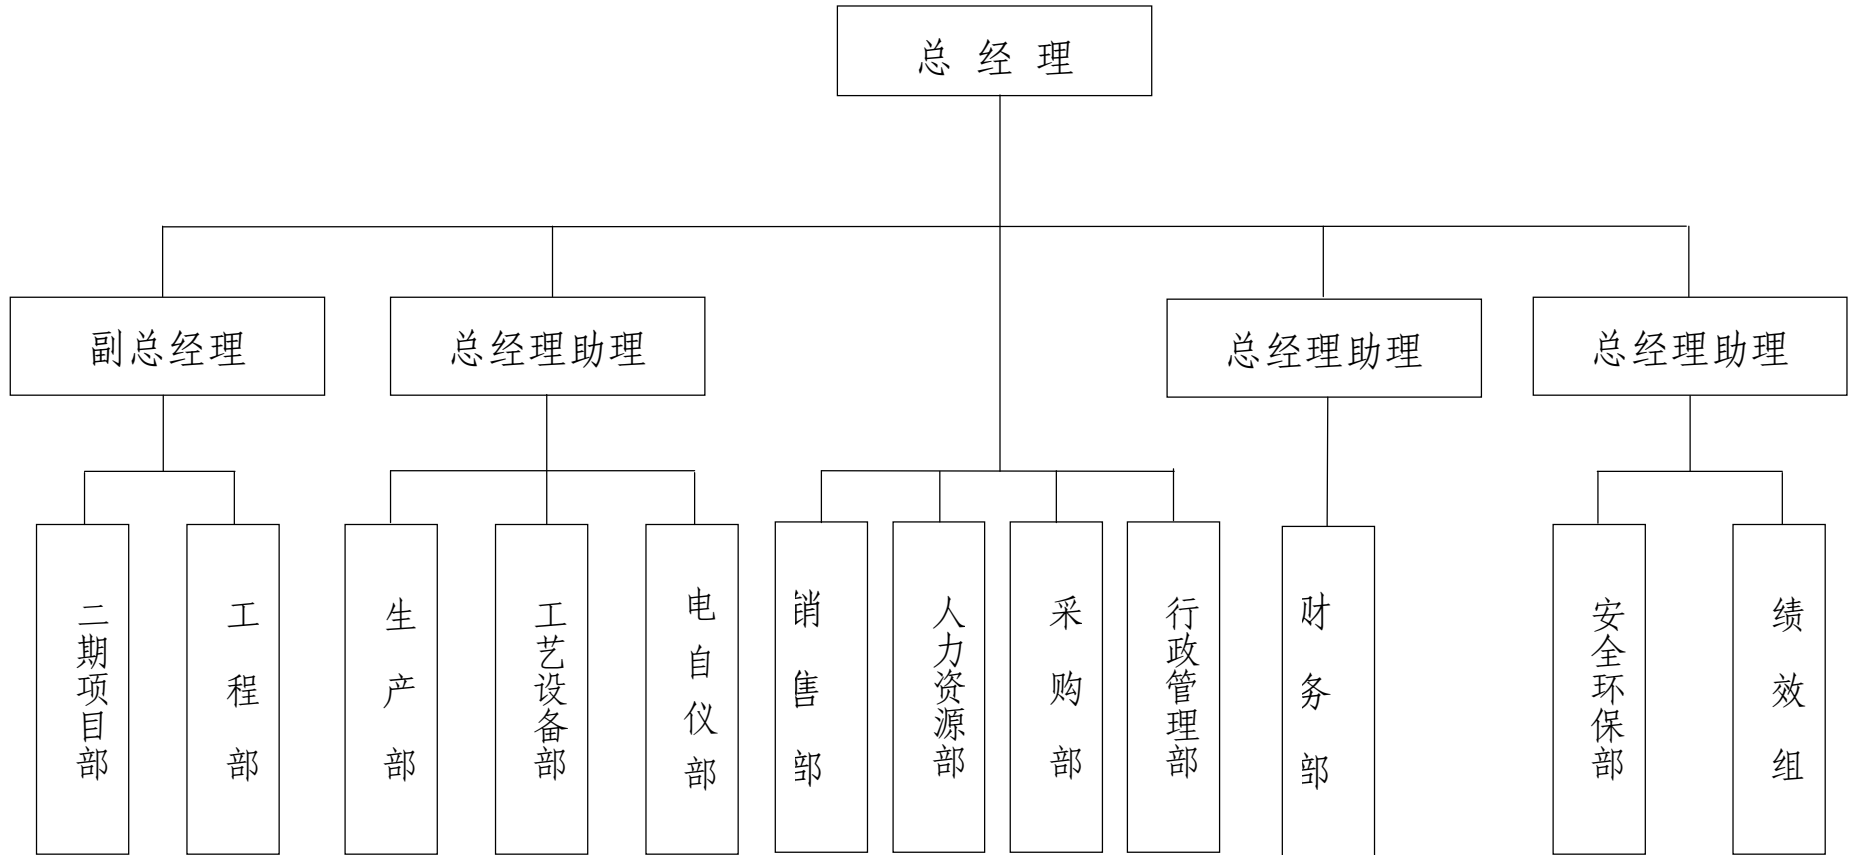 总 经 理
副总经理
总经理助理
总经理助理
总经理助理
二期项目部
工程部
生产部
工艺设备部
电自仪部
销售部
人力资源部
采购部
行政管理部
财务部
安全环保部
绩效组